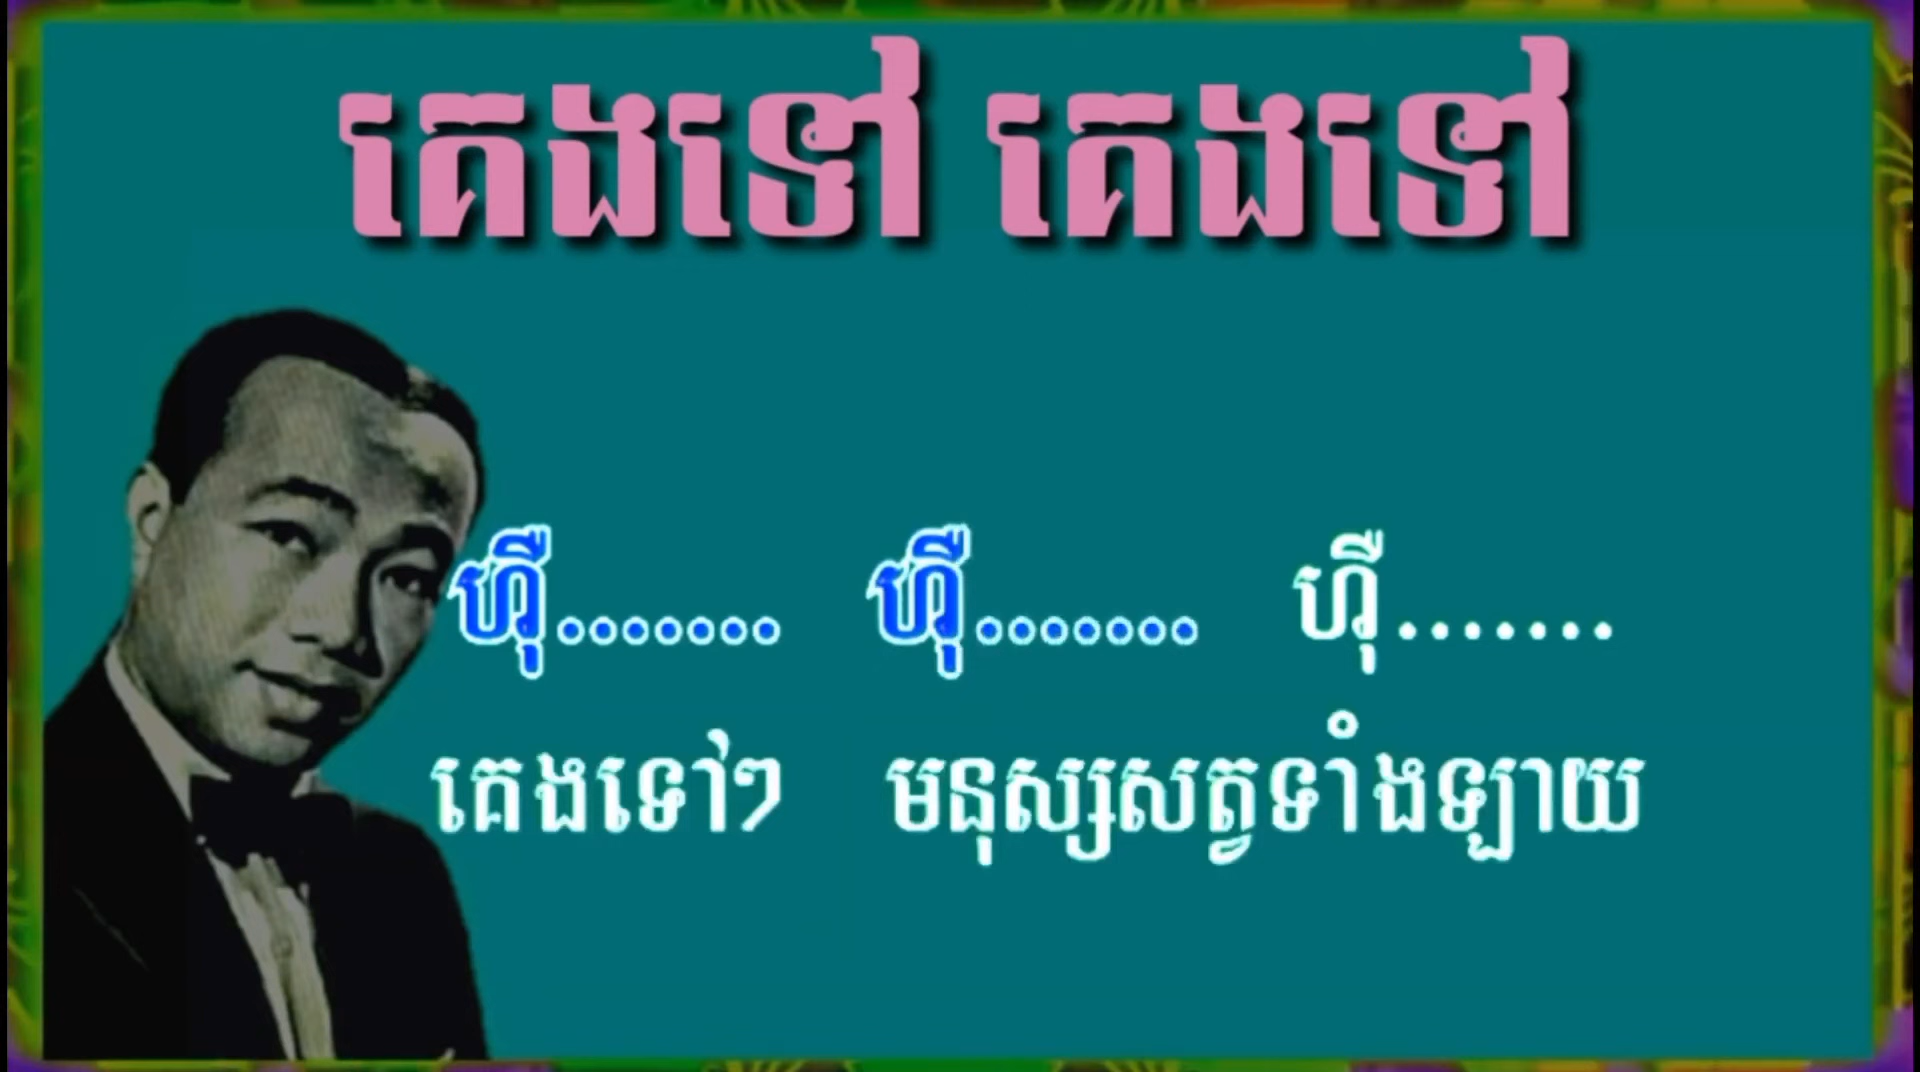 គេងទៅ គេងទៅ
ហ៊ឺ....... ហ៊ឺ....... ហ៊ឺ.......
គេងទៅៗ មនុស្សសត្វទាំងឡាយ